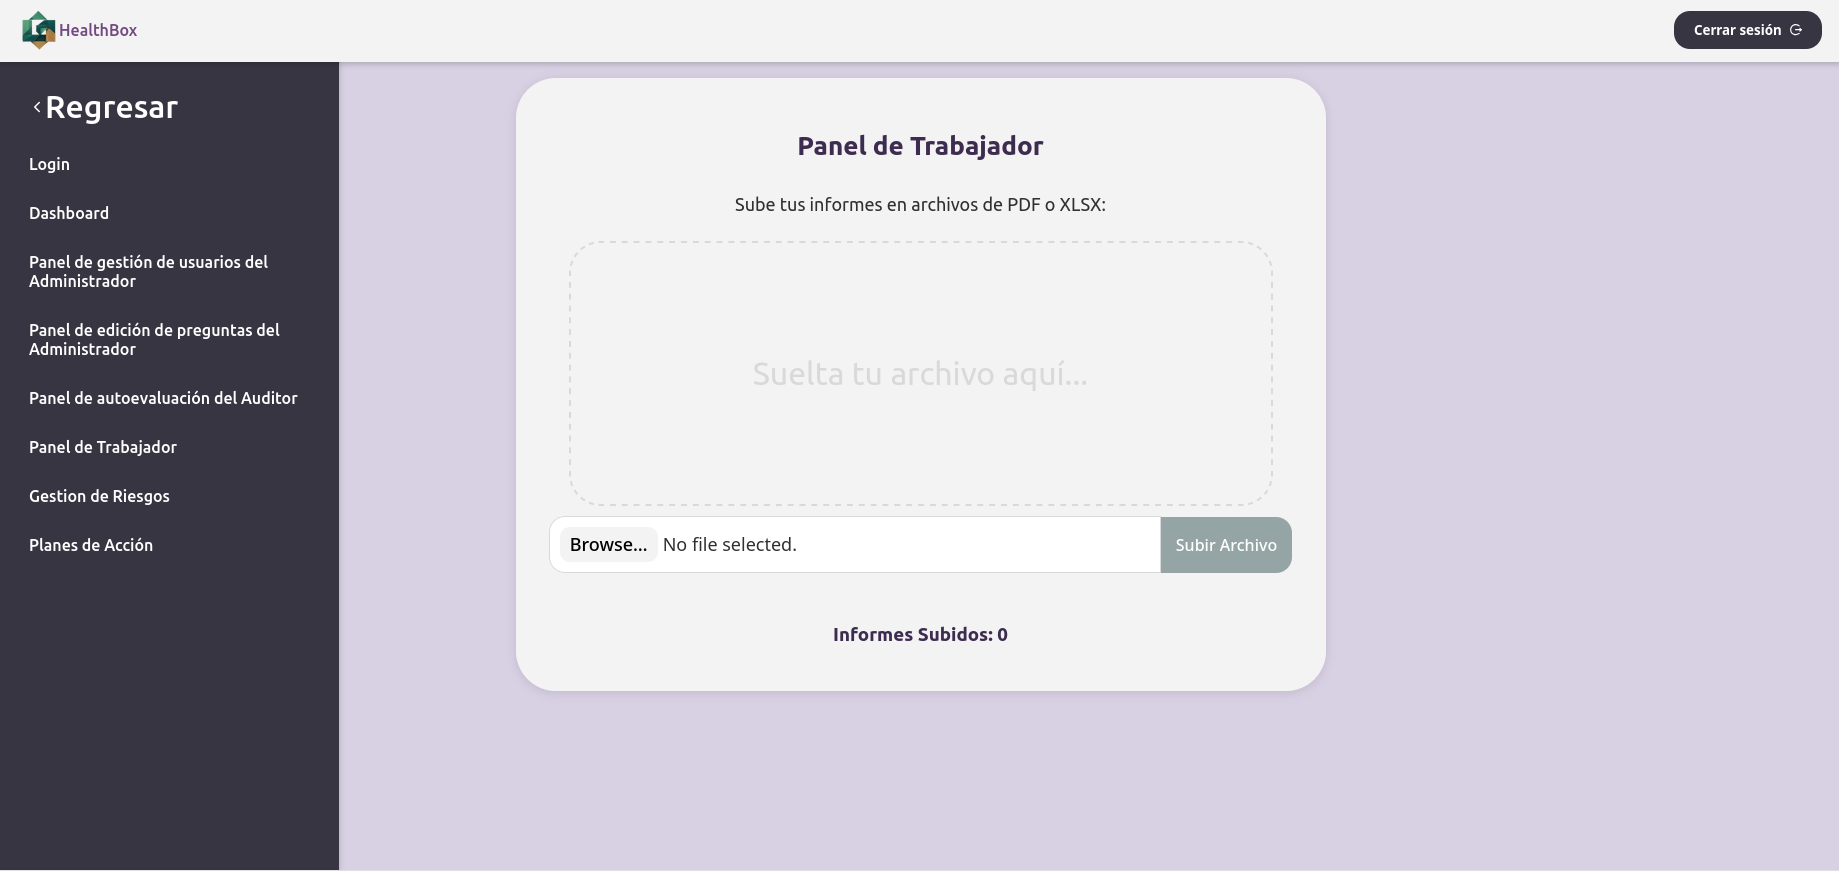 HealthBox
Cerrar sesión
Regresar
Login
Dashboard
Panel de gestión de usuarios del
Administrador
Panel de edición de preguntas del
Administrador
Panel de autoevaluación del Auditor
Panel de Trabajador
Gestion de Riesgos
Planes de Acción
Panel de Trabajador
Sube tus informes en archivos de PDF o XLSX:
Suelta tu archivo aquí...
Browse... No file selected.
Subir Archivo
Informes Subidos: 0